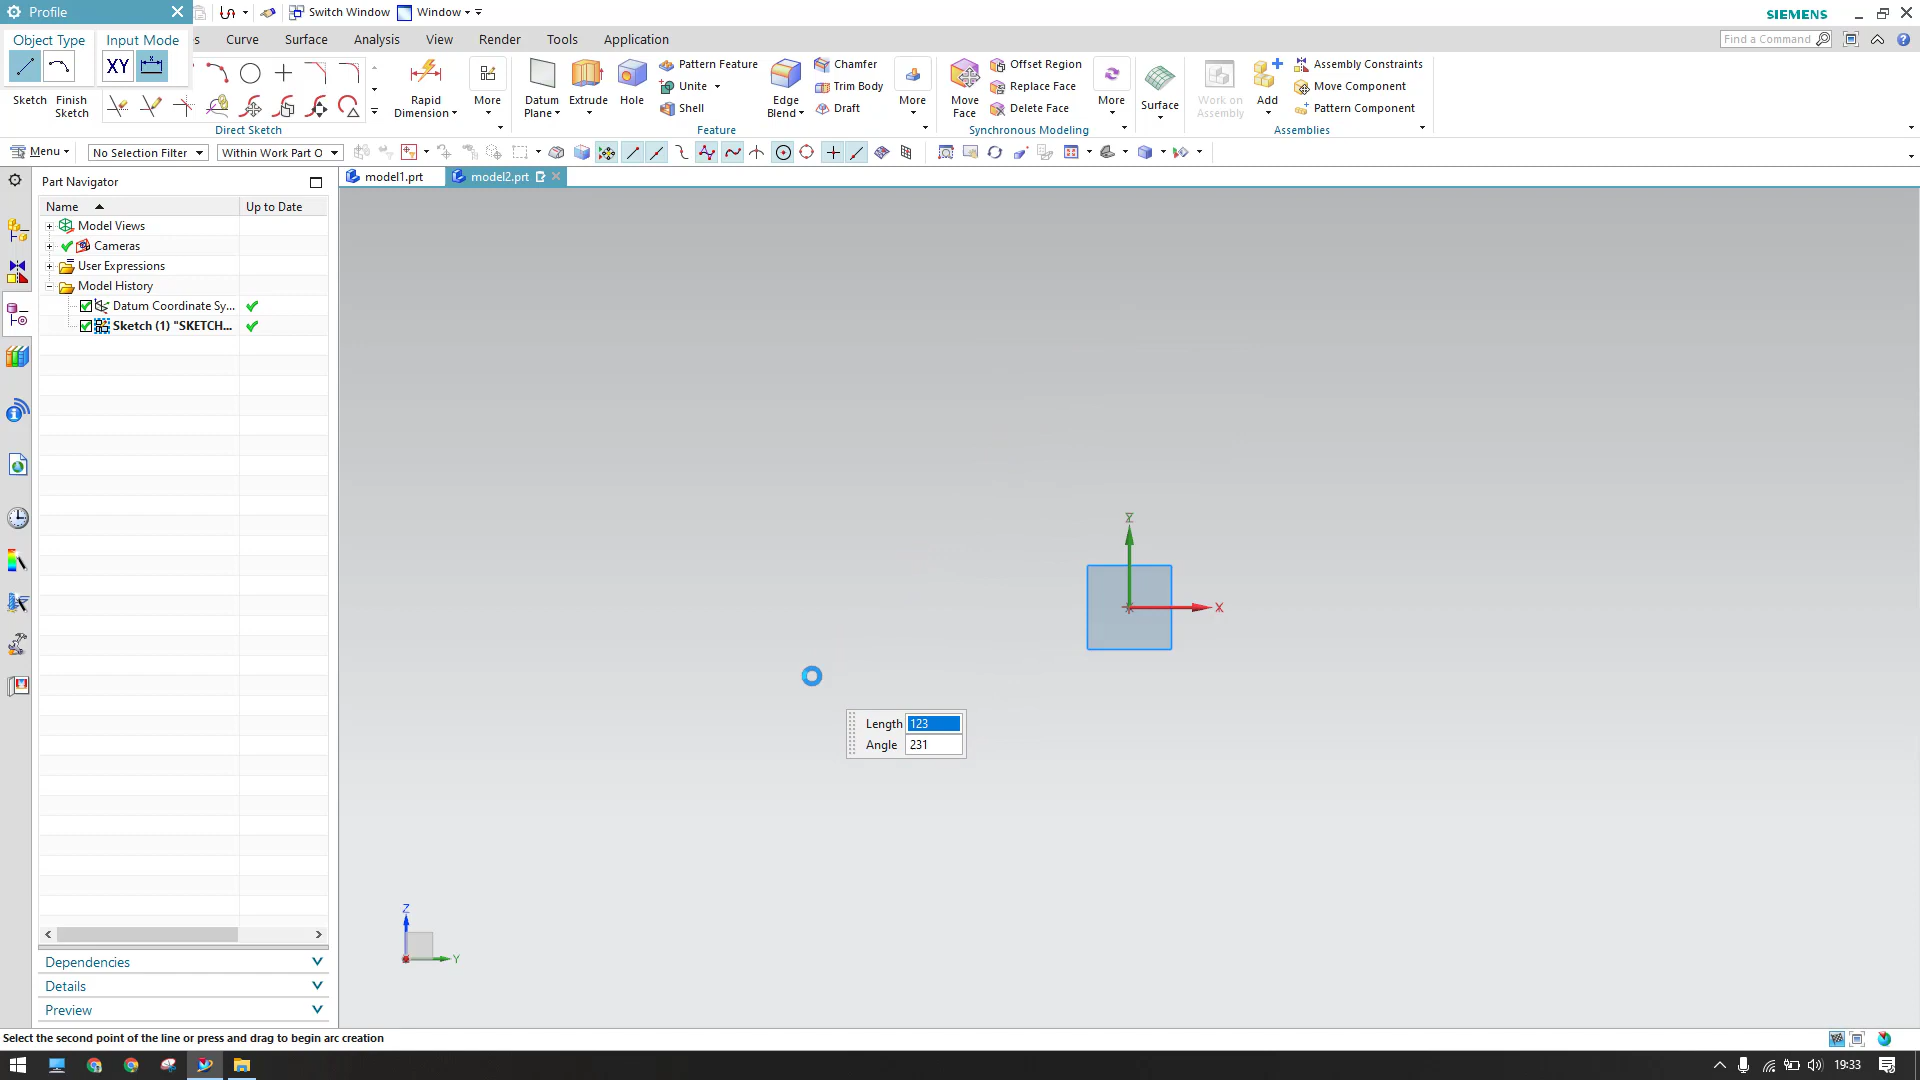 Profile
Switch Window
Window
SIEMENS
Object Type
Input Mode
s
Curve
Surface
Analysis
View
Render
Tools
Application
Find a Command
XY
Sketch
Finish Sketch
Direct Sketch
Rapid Dimension
More
Datum Plane
Extrude
Hole
Pattern Feature
Unite
Shell
Edge Blend
Chamfer
Trim Body
Draft
More
Feature
Move Face
Offset Region
Replace Face
Delete Face
More
Synchronous Modeling
Surface
Work on Assembly
Add
Assembly Constraints
Move Component
Pattern Component
Assemblies
Menu
No Selection Filter
Within Work Part O
Part Navigator
model1.prt
model2.prt
Name
Up to Date
Model Views
Cameras
User Expressions
Model History
Datum Coordinate Sy...
Sketch (1) "SKETCH...
X
Length 123
Angle 231
Z
Y
Dependencies
Details
Preview
Select the second point of the line or press and drag to begin arc creation
19:33